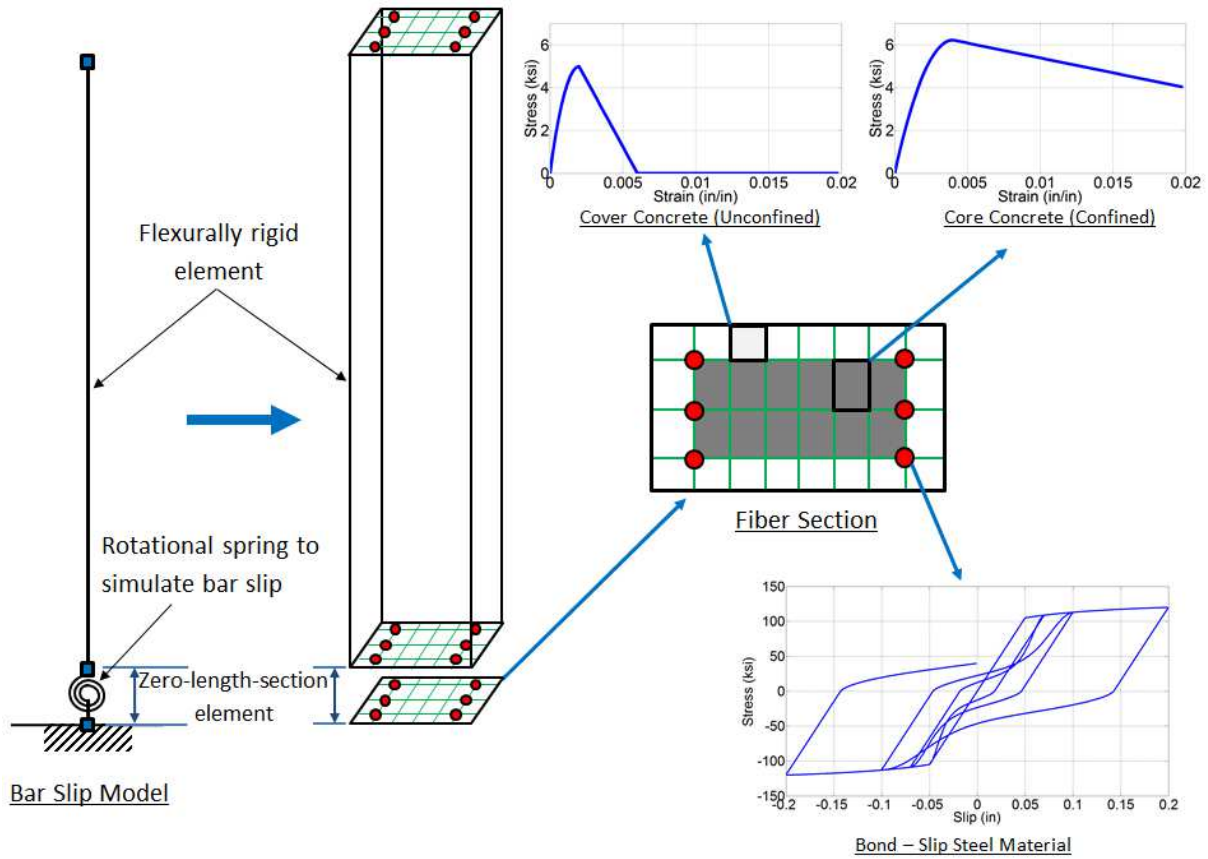 Flexurally rigid
element
Rotational spring to
simulate bar slip
Zero-length-section
element
Bar Slip Model
6
4
2
0
0
0.005
0.01
0.015
0.02
Stress (ksi)
Strain (in/in)
Cover Concrete (Unconfined)
6
4
2
0
0
0.005
0.01
0.015
0.02
Stress (ksi)
Strain (in/in)
Core Concrete (Confined)
Fiber Section
150
100
50
0
-50
-100
-150
-0.2
-0.15
-0.1
-0.05
0
0.05
0.1
0.15
0.2
Stress (ksi)
Slip (in)
Bond – Slip Steel Material